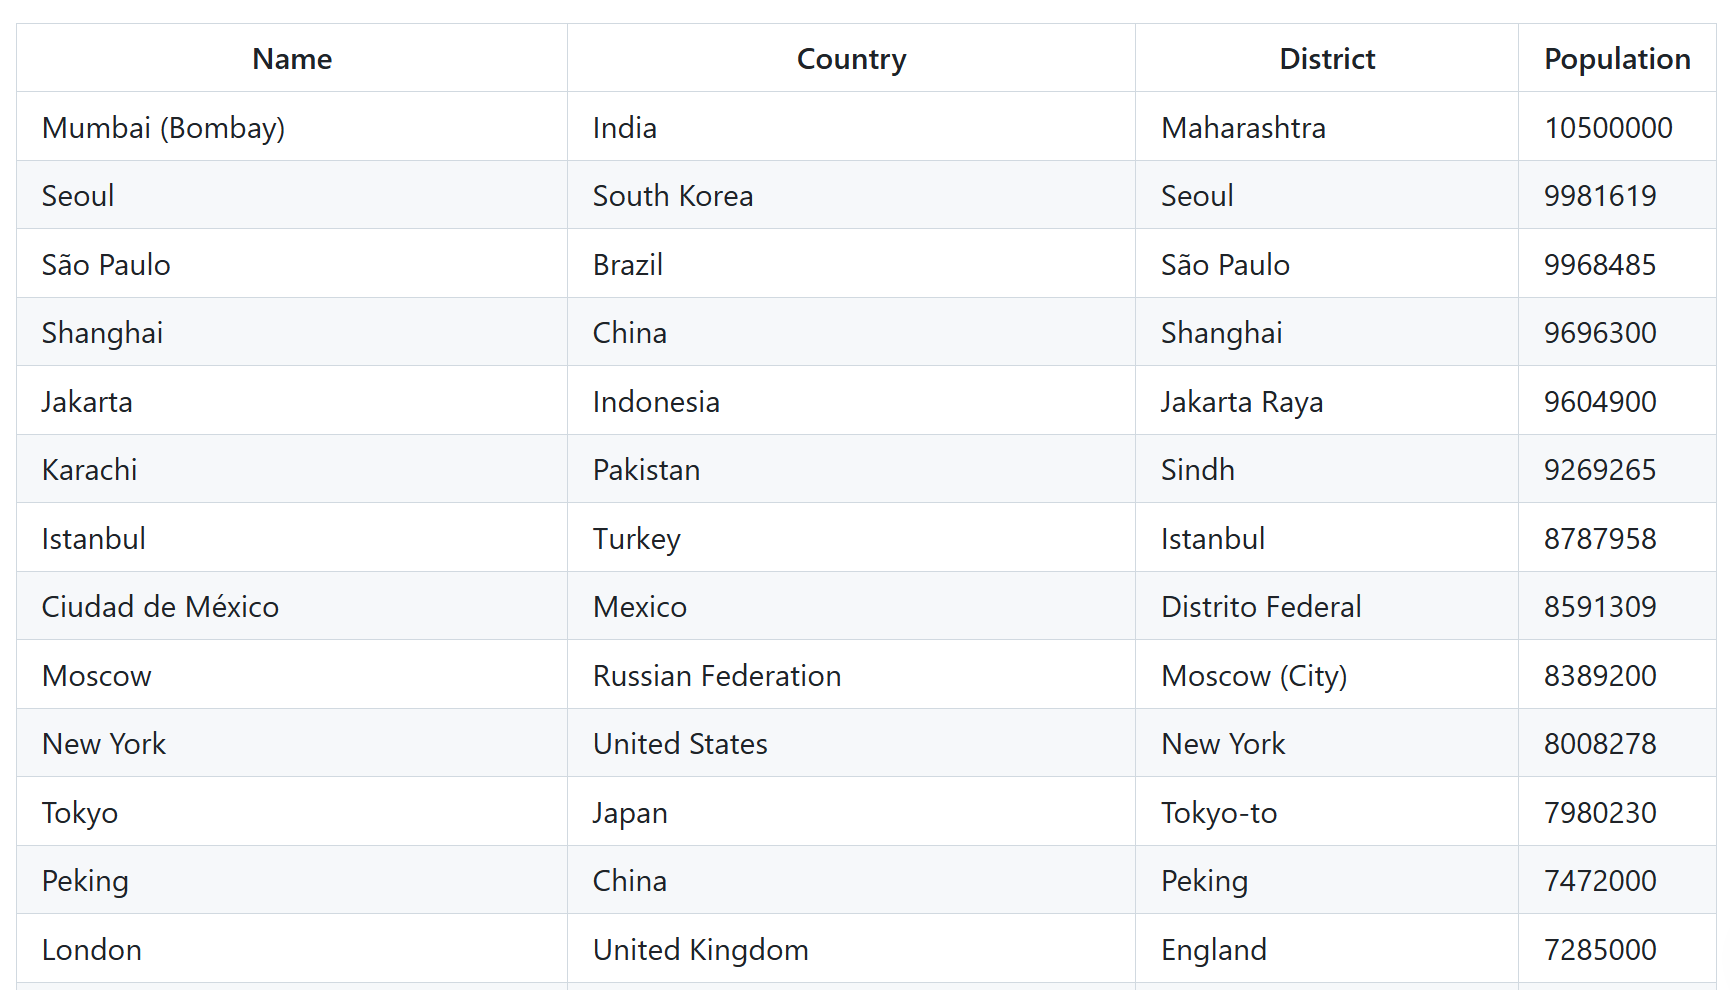 Name Country District Population
Mumbai (Bombay) India Maharashtra 10500000
Seoul South Korea Seoul 9981619
São Paulo Brazil São Paulo 9968485
Shanghai China Shanghai 9696300
Jakarta Indonesia Jakarta Raya 9604900
Karachi Pakistan Sindh 9269265
Istanbul Turkey Istanbul 8787958
Ciudad de México Mexico Distrito Federal 8591309
Moscow Russian Federation Moscow (City) 8389200
New York United States New York 8008278
Tokyo Japan Tokyo-to 7980230
Peking China Peking 7472000
London United Kingdom England 7285000